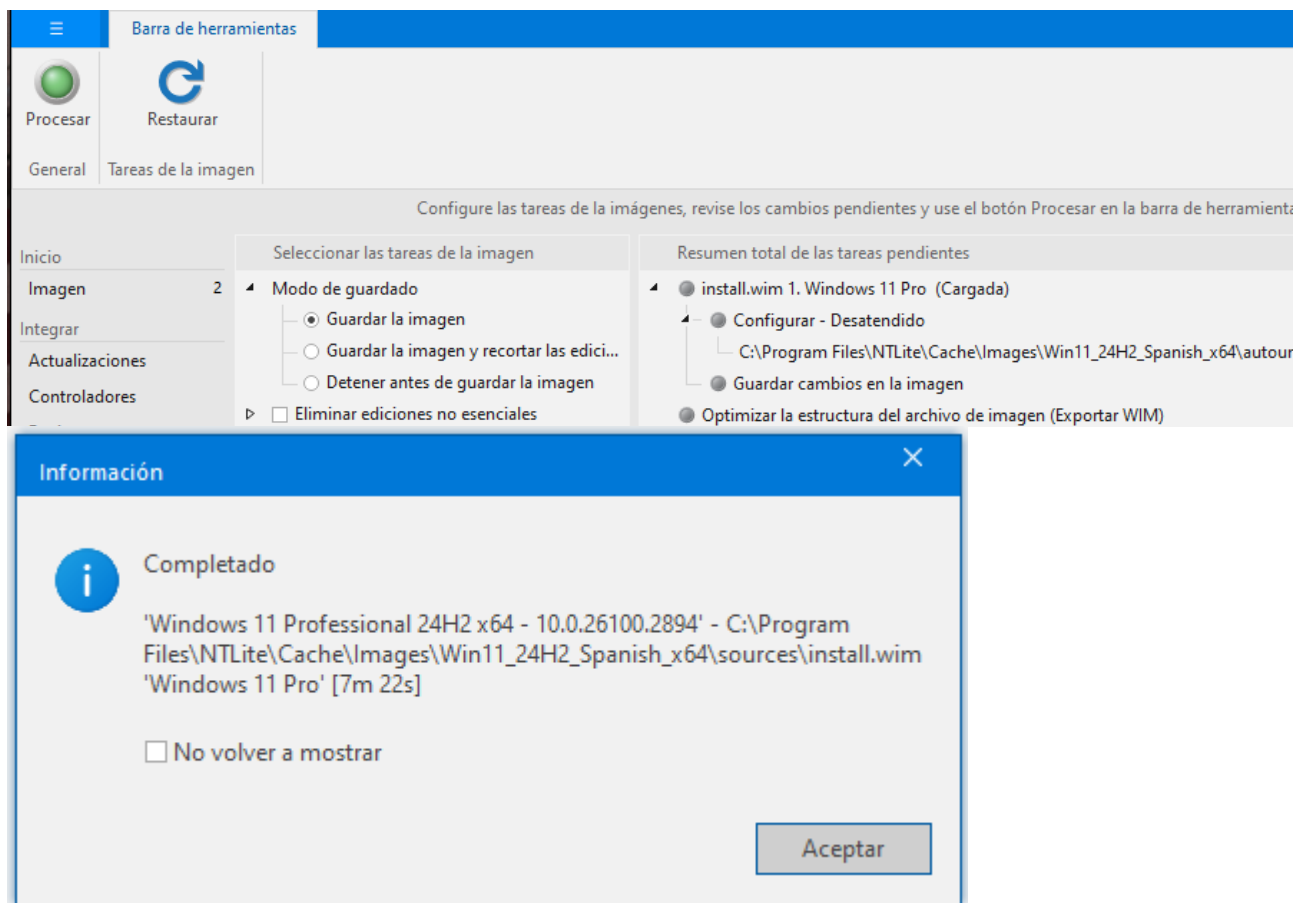 Barra de herramientas
Procesar
Restaurar
General
Tareas de la imagen
Configure las tareas de la imágenes, revise los cambios pendientes y use el botón Procesar en la barra de herramienta
Inicio
Imagen 2
Integrar
Actualizaciones
Controladores
Seleccionar las tareas de la imagen
Modo de guardado
Guardar la imagen
Guardar la imagen y recortar las edici...
Detener antes de guardar la imagen
Eliminar ediciones no esenciales
Resumen total de las tareas pendientes
install.wim 1. Windows 11 Pro (Cargada)
Configurar - Desatendido
C:\Program Files\NTLite\Cache\Images\Win11_24H2_Spanish_x64\autour
Guardar cambios en la imagen
Optimizar la estructura del archivo de imagen (Exportar WIM)
Información
Completado
'Windows 11 Professional 24H2 x64 - 10.0.26100.2894' - C:\Program
Files\NTLite\Cache\Images\Win11_24H2_Spanish_x64\sources\install.wim
'Windows 11 Pro' [7m 22s]
No volver a mostrar
Aceptar